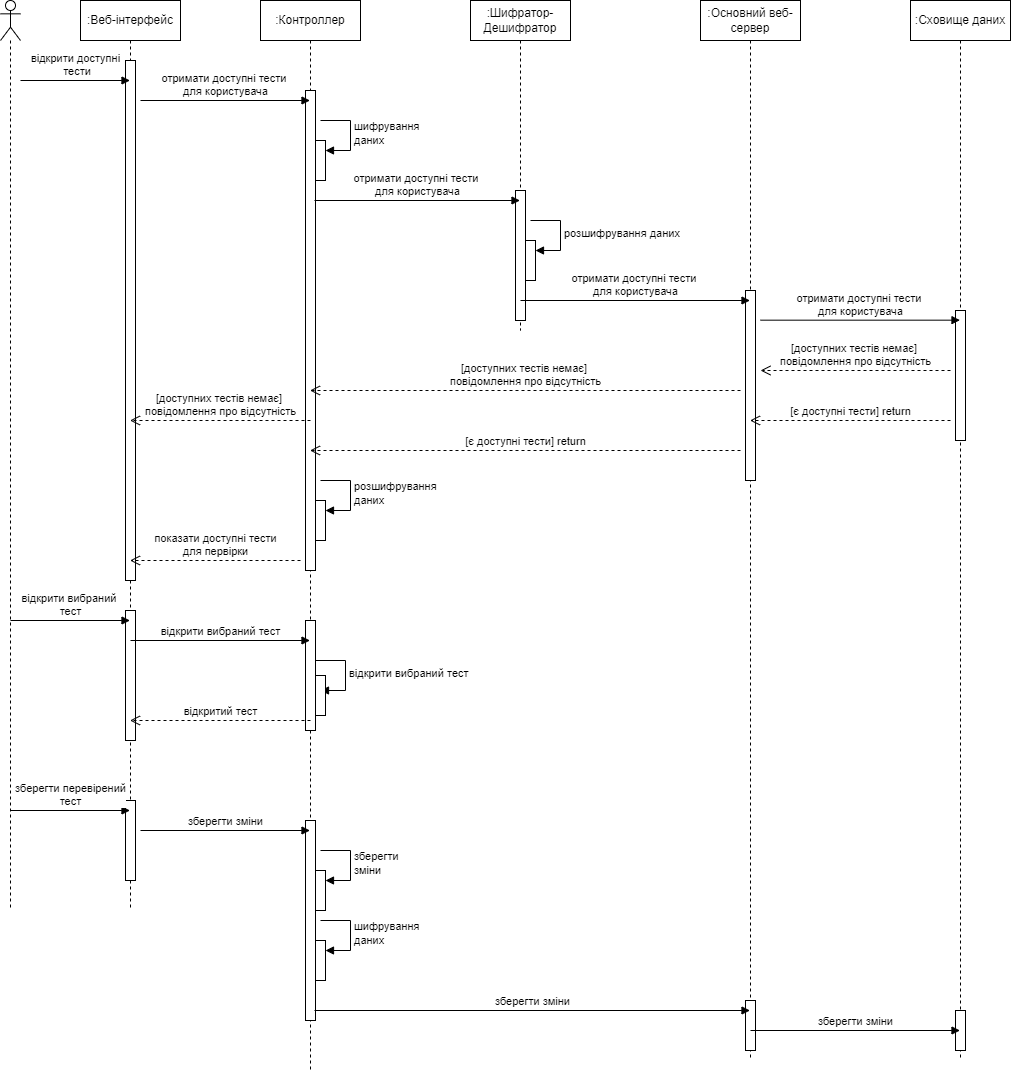 :Веб-інтерфейс
:Контроллер
:Шифратор-
Дешифратор
:Основний веб-
сервер
:Сховище даних
відкрити доступні
тести
отримати доступні тести
для користувача
шифрування
даних
отримати доступні тести
для користувача
розшифрування даних
отримати доступні тести
для користувача
отримати доступні тести
для користувача
[доступних тестів немає]
повідомлення про відсутність
[доступних тестів немає]
повідомлення про відсутність
[доступних тестів немає]
повідомлення про відсутність
[є доступні тести] return
[є доступні тести] return
розшифрування
даних
показати доступні тести
для первірки
відкрити вибраний
тест
відкрити вибраний тест
відкрити вибраний тест
відкритий тест
зберегти перевірений
тест
зберегти зміни
зберегти
зміни
шифрування
даних
зберегти зміни
зберегти зміни